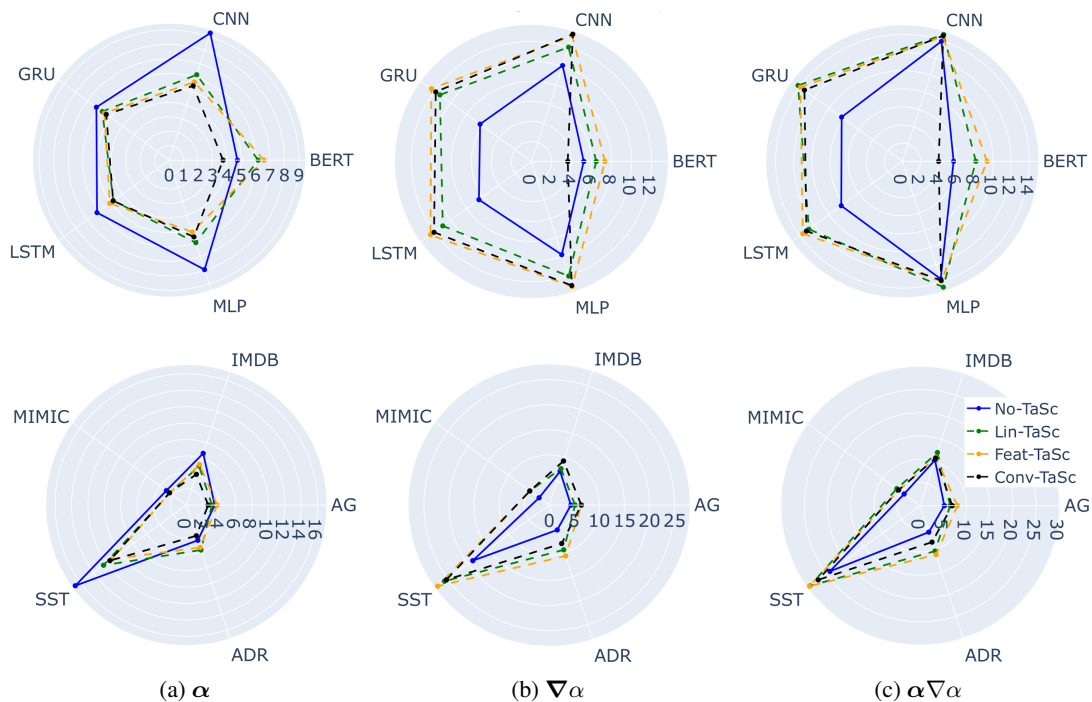 CNN
GRU
BERT
0 1 2 3 4 5 6 7 8 9
LSTM
MLP
CNN
GRU
BERT
0 2 4 6 8 10 12
LSTM
MLP
CNN
GRU
BERT
0 2 4 6 8 10 12 14
LSTM
MLP
IMDB
MIMIC
AG
0 2 4 6 8 10 12 14 16
SST
ADR
IMDB
MIMIC
AG
0 5 10 15 20 25
SST
ADR
IMDB
MIMIC
No-TaSc
Lin-TaSc
Feat-TaSc
Conv-TaSc
AG
0 5 10 15 20 25 30
SST
ADR
(a) α
(b) ∇α
(c) α∇α